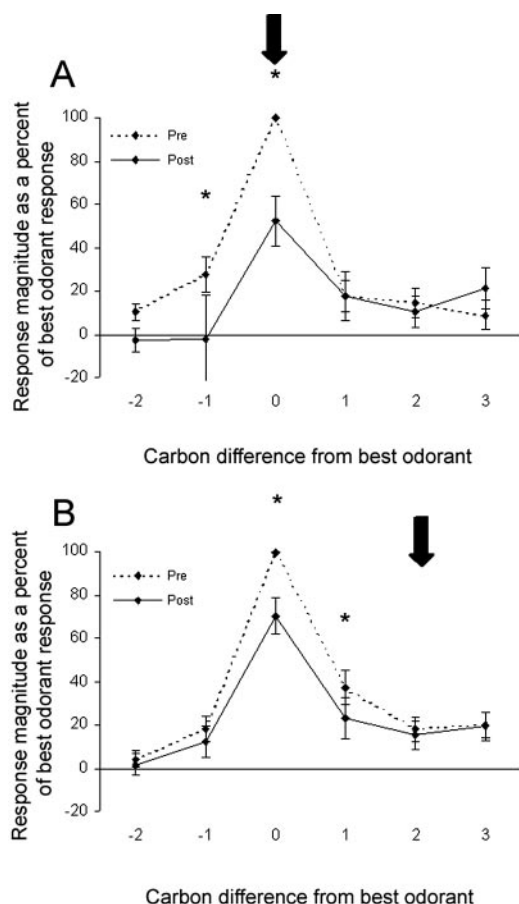 A
*
*
Pre
Post
100
80
60
40
20
0
-20
Response magnitude as a percent
of best odorant response
-2 -1 0 1 2 3
Carbon difference from best odorant
B
*
*
Pre
Post
100
80
60
40
20
0
-20
Response magnitude as a percent
of best odorant response
-2 -1 0 1 2 3
Carbon difference from best odorant